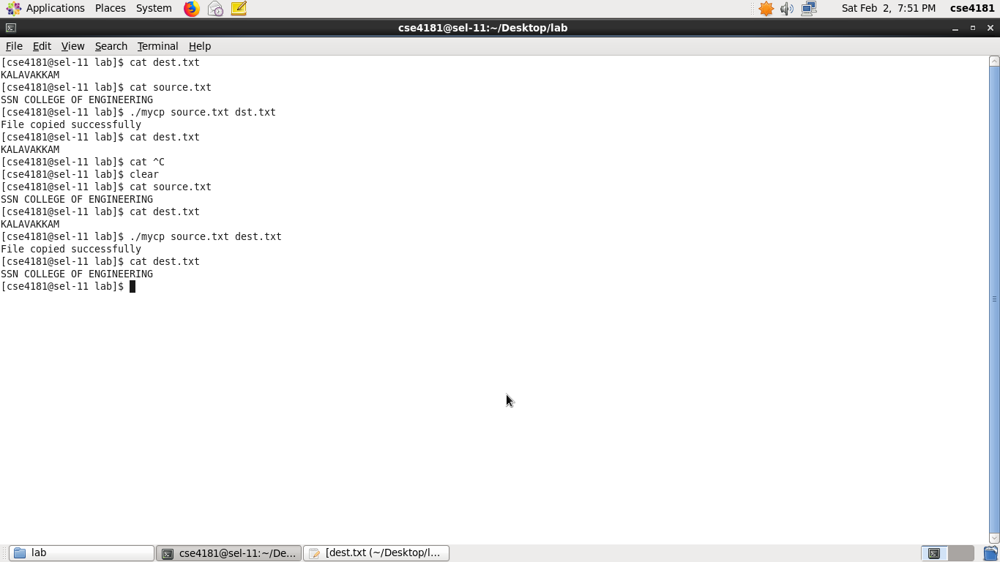 Applications Places System Sat Feb 2, 7:51 PM cse4181
cse4181@sel-11:~/Desktop/lab
File Edit View Search Terminal Help
[cse4181@sel-11 lab]$ cat dest.txt
KALAVAKKAM
[cse4181@sel-11 lab]$ cat source.txt
SSN COLLEGE OF ENGINEERING
[cse4181@sel-11 lab]$ ./mycp source.txt dst.txt
File copied successfully
[cse4181@sel-11 lab]$ cat dest.txt
KALAVAKKAM
[cse4181@sel-11 lab]$ cat ^C
[cse4181@sel-11 lab]$ clear
[cse4181@sel-11 lab]$ cat source.txt
SSN COLLEGE OF ENGINEERING
[cse4181@sel-11 lab]$ cat dest.txt
KALAVAKKAM
[cse4181@sel-11 lab]$ ./mycp source.txt dest.txt
File copied successfully
[cse4181@sel-11 lab]$ cat dest.txt
SSN COLLEGE OF ENGINEERING
[cse4181@sel-11 lab]$
lab cse4181@sel-11:~/De... [dest.txt (~/Desktop/l...